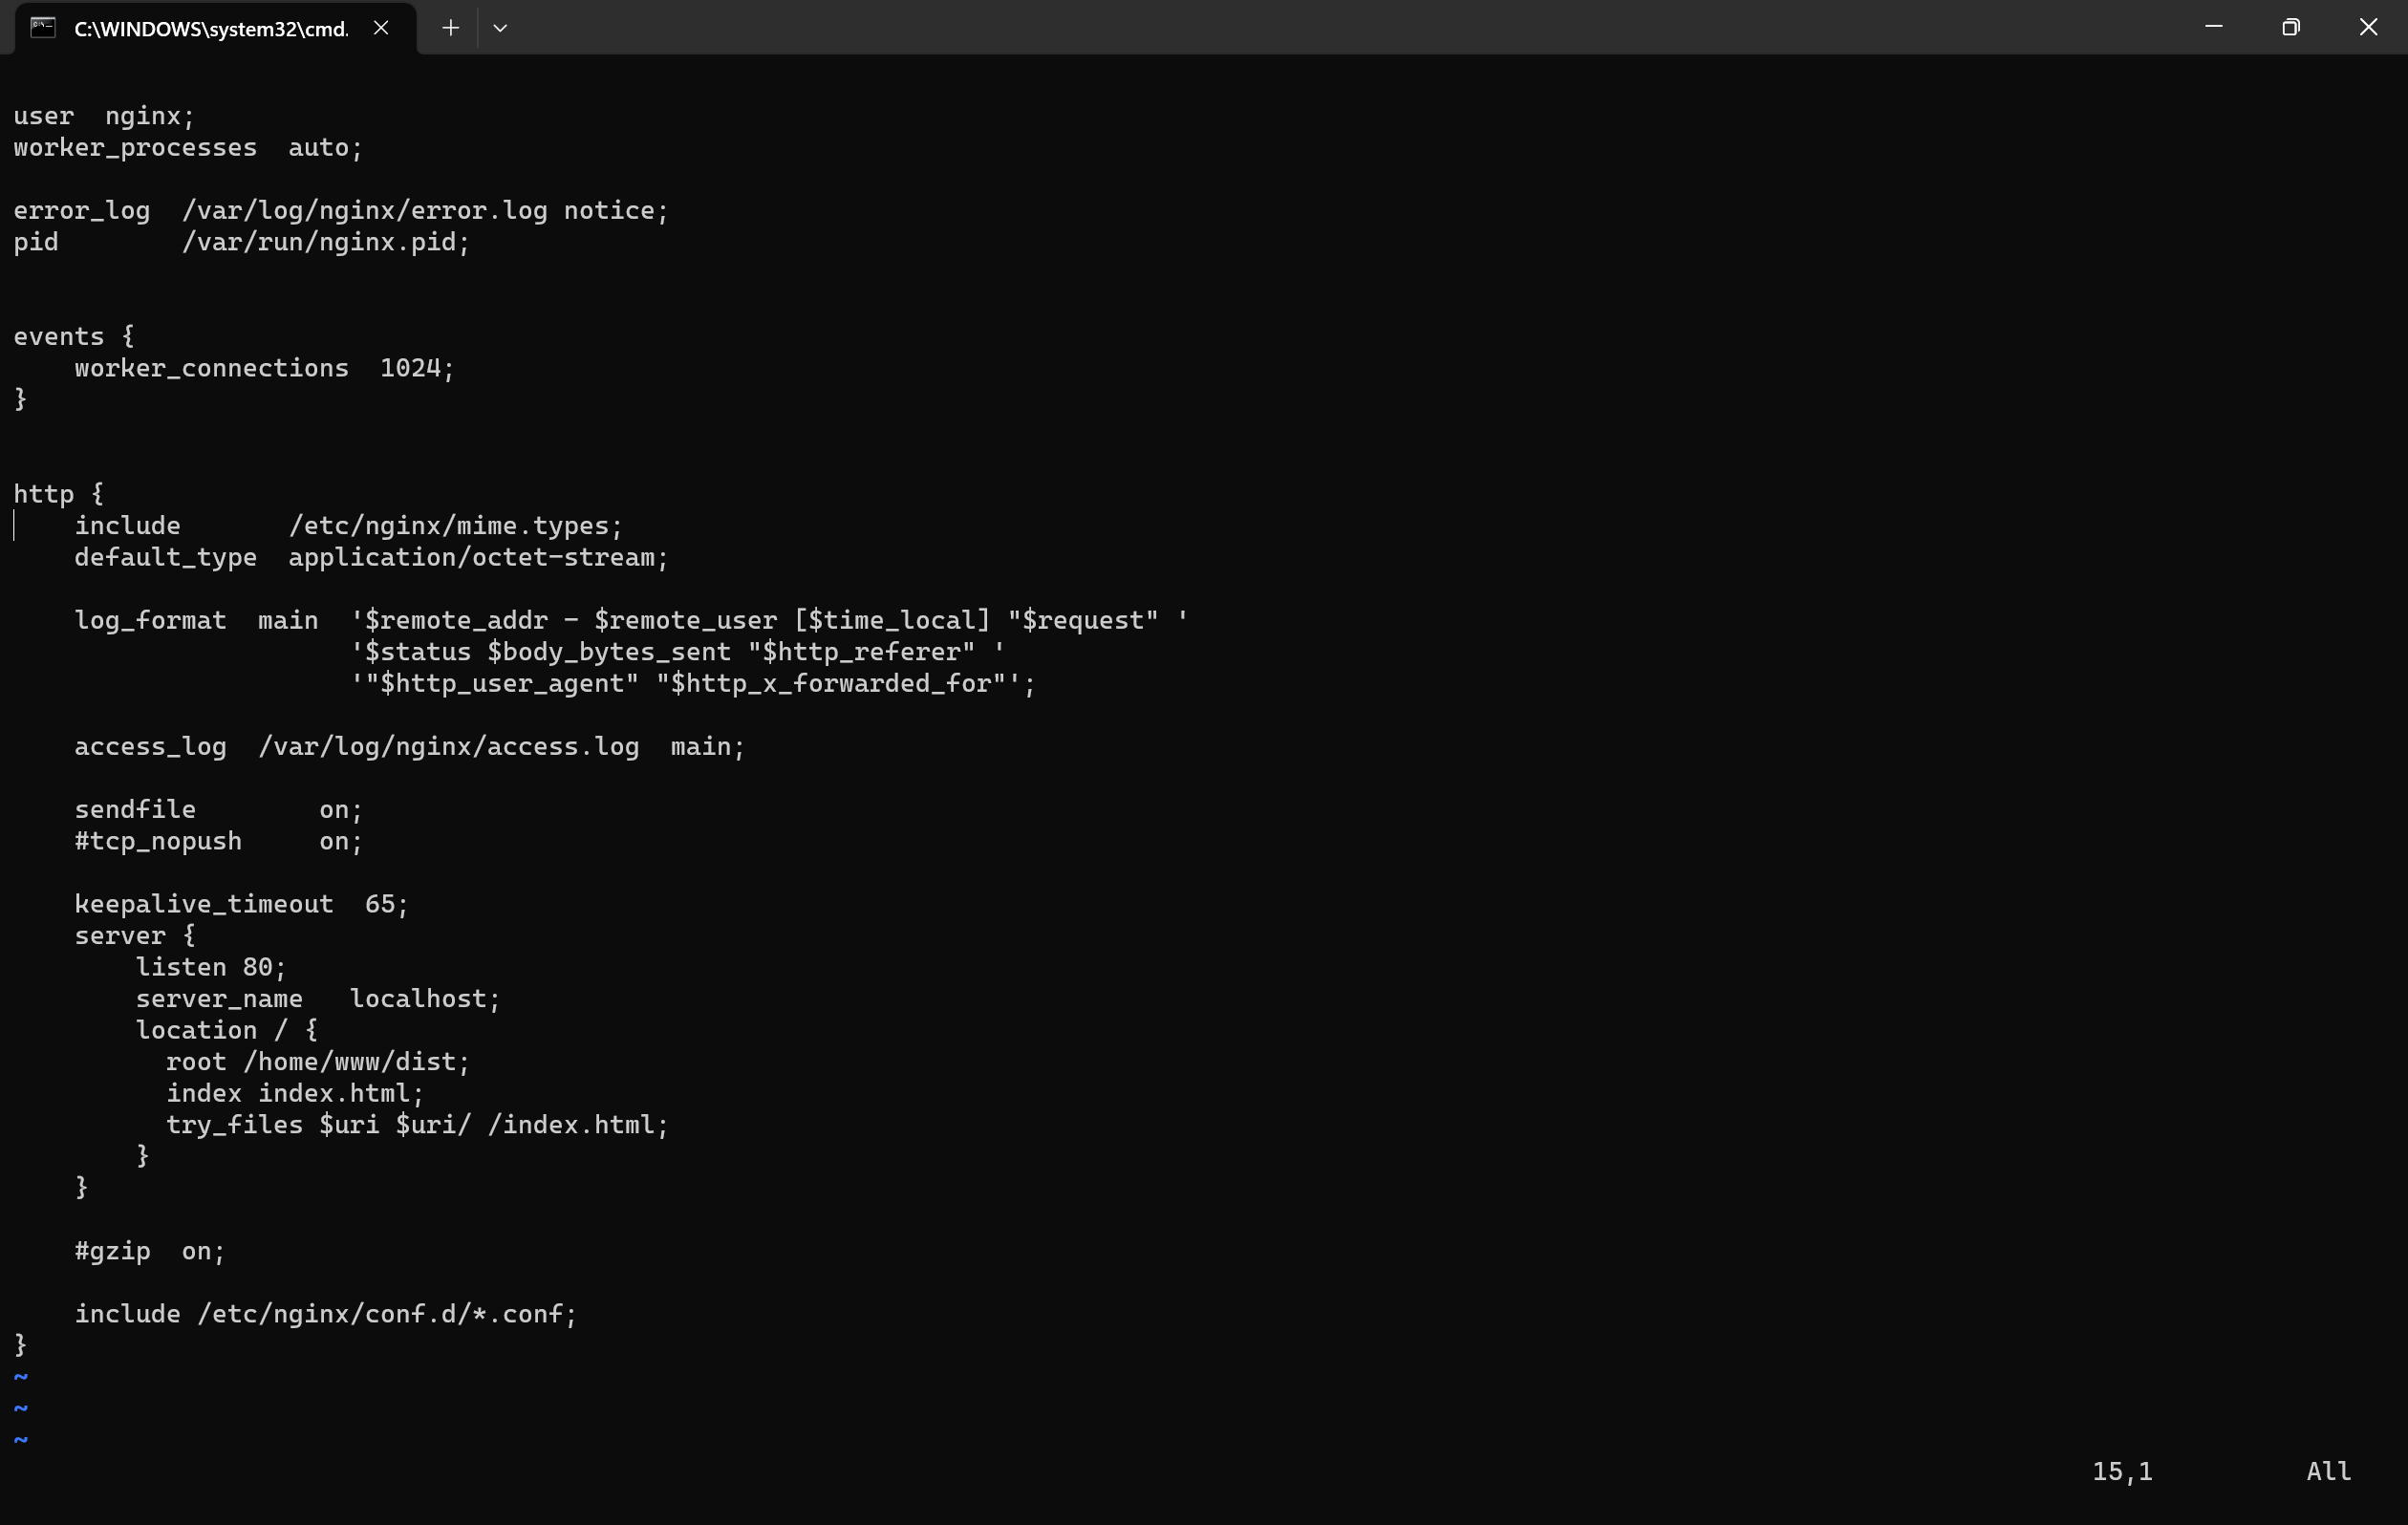 C:\WINDOWS\system32\cmd.
user  nginx;
worker_processes  auto;
error_log  /var/log/nginx/error.log notice;
pid        /var/run/nginx.pid;
events {
    worker_connections  1024;
}
http {
    include       /etc/nginx/mime.types;
    default_type  application/octet-stream;
    log_format  main  '$remote_addr - $remote_user [$time_local] "$request" '
                      '$status $body_bytes_sent "$http_referer" '
                      '"$http_user_agent" "$http_x_forwarded_for"';
    access_log  /var/log/nginx/access.log  main;
    sendfile        on;
    #tcp_nopush     on;
    keepalive_timeout  65;
    server {
        listen 80;
        server_name   localhost;
        location / {
          root /home/www/dist;
          index index.html;
          try_files $uri $uri/ /index.html;
        }
    }
    #gzip  on;
    include /etc/nginx/conf.d/*.conf;
}
~
~
~
15,1          All